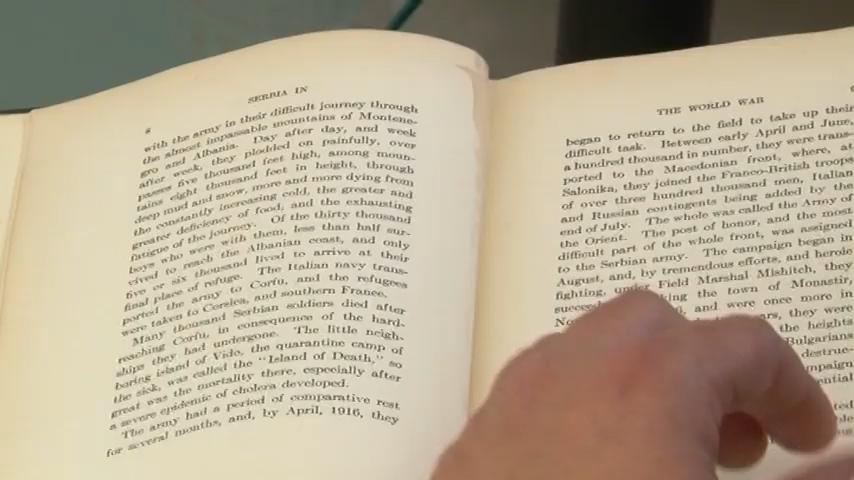 8
SERBIA IN
with the army in their difficult journey through
the almost impassable mountains of Montene-
gro and Albania. Day after day, and week
after week, they plodded on painfully, over
passes five thousand feet high, among moun-
tains eight thousand feet in height, through
deep mud and snow, more and more dying from
the constantly increasing cold, the greater and
greater deficiency of food, and the exhausting
fatigue of the journey. Of the thirty thousand
boys who were with them, less than half sur-
vived to reach the Albanian coast, and only
five or six thousand lived to arrive at their
final place of refuge. The Italian navy trans-
ported the army to Corfu, and the refugees
were taken to Corsica, and southern France.
Many thousand Serbian soldiers died after
reaching Corfu, in consequence of the hard-
ships they had undergone. The little neigh-
boring island of Vido, the quarantine camp of
the sick, was called the "Island of Death," so
great was the mortality there, especially after
a severe epidemic of cholera developed.
The army had a period of comparative rest
for several months, and, by April, 1916, they
THE WORLD WAR
began to return to the field to take up their
difficult task. Between early April and June,
a hundred thousand in number, they were trans-
ported to the Macedonian front, where, at
Salonika, they joined the Franco-British troops
of over three hundred thousand men, Italian
and Russian contingents being added by the
end of July. The whole was called the Army of
the Orient. The post of honor, and the most
difficult part of the whole front, was assigned
to the Serbian army. The campaign began in
August, and, by tremendous efforts, and heroic
fighting, under Field Marshal Mishitch, they
the town of Monastir,
and were once more in
they were
the heights
Bulgarians
destruc-